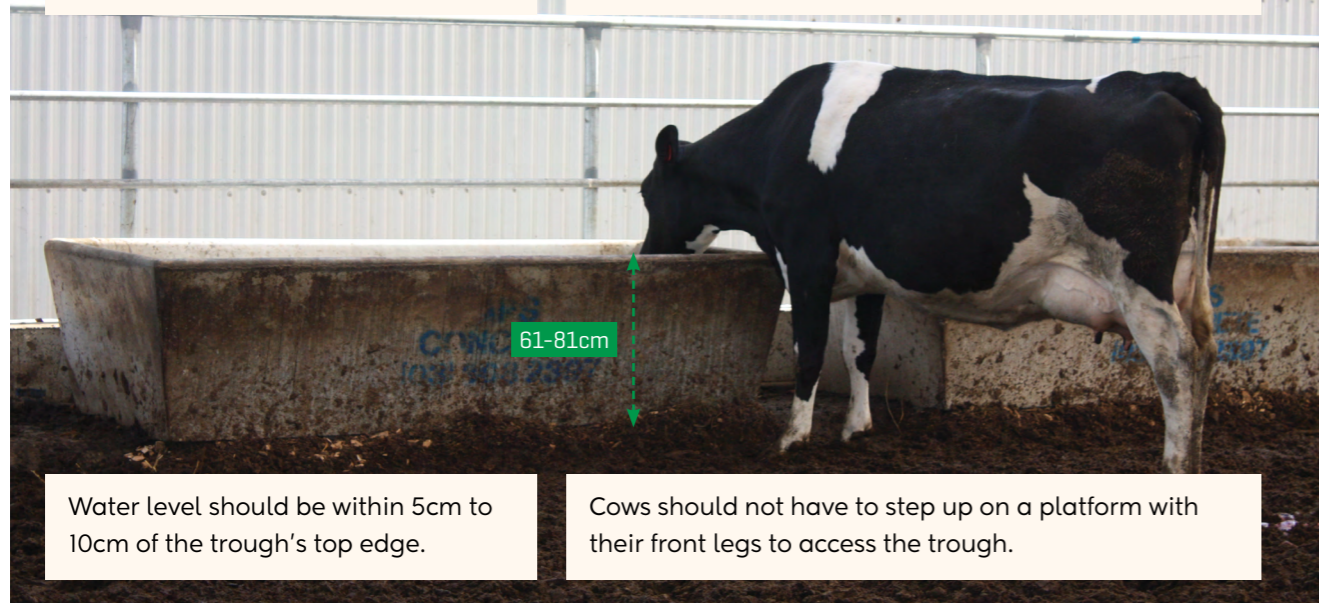 61-81cm
Water level should be within 5cm to
10cm of the trough's top edge.
Cows should not have to step up on a platform with
their front legs to access the trough.